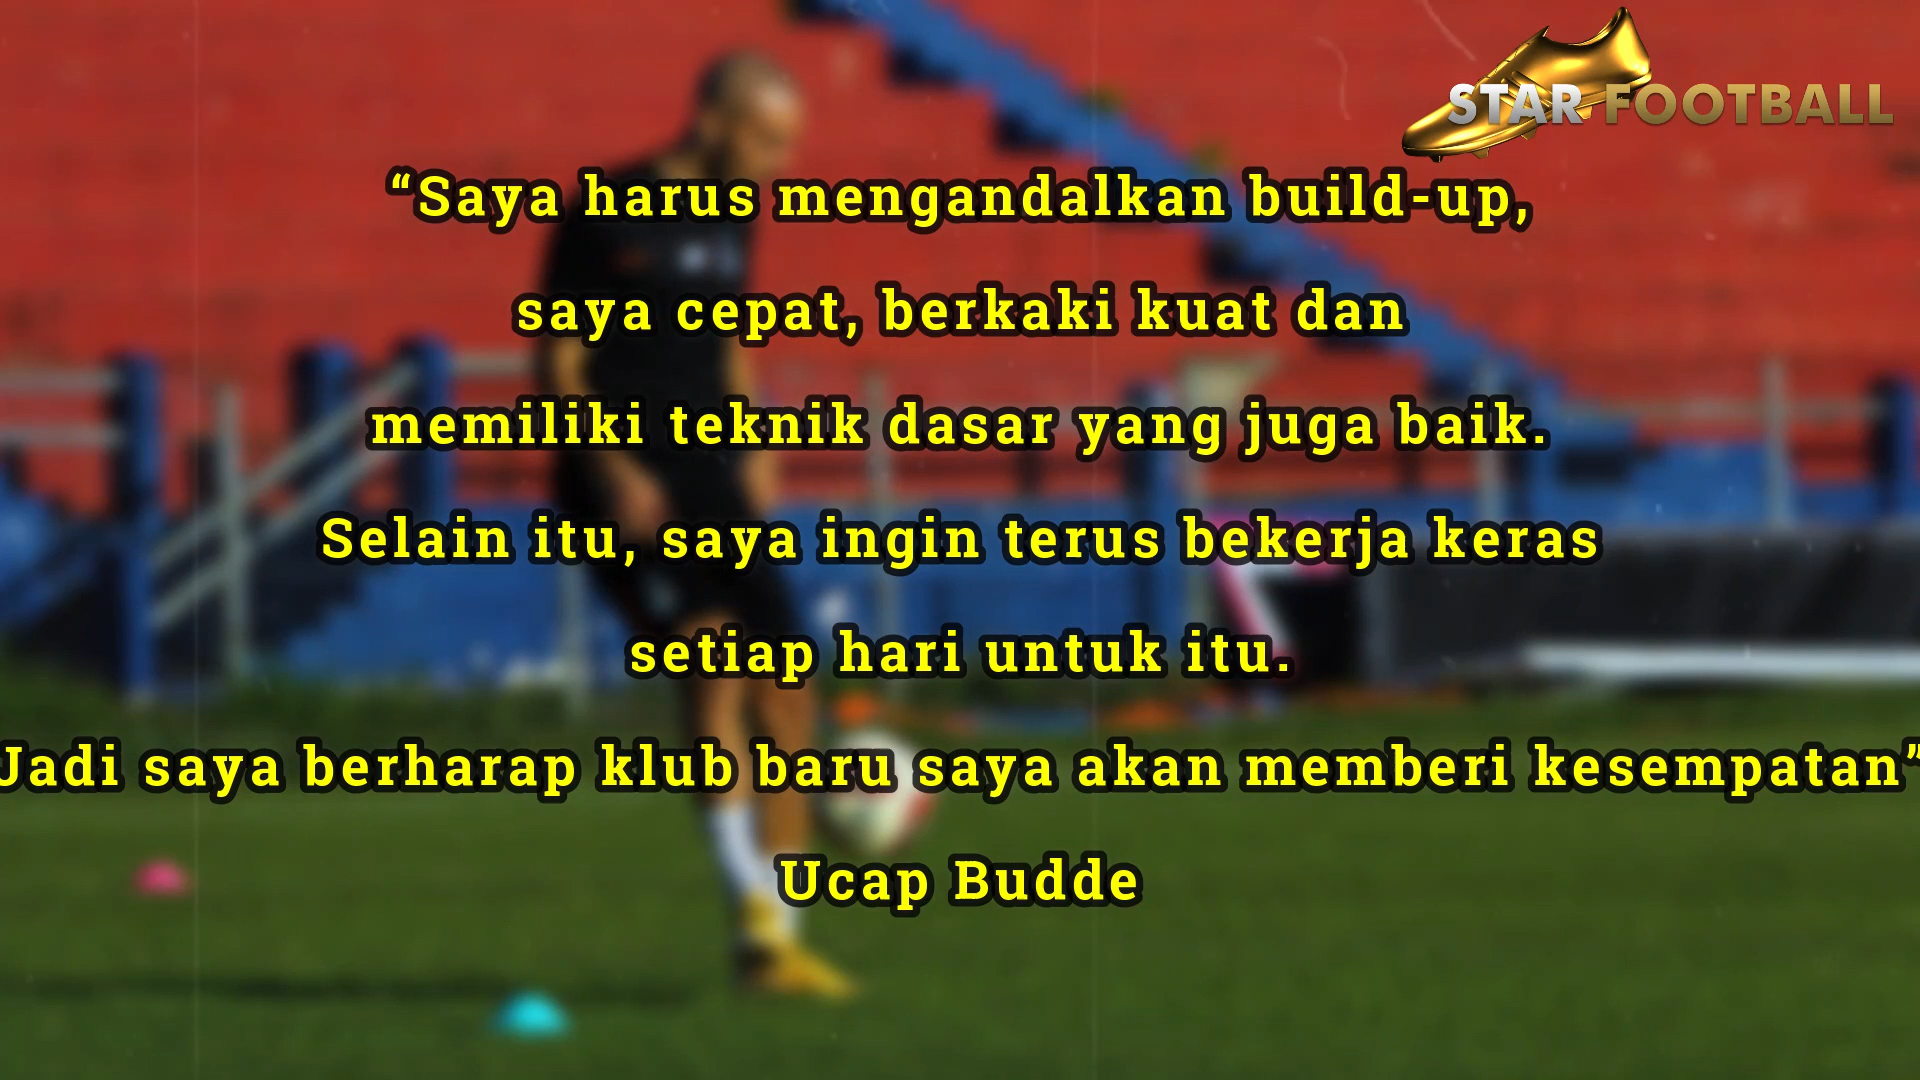 STAR FOOTBALL
“Saya harus mengandalkan build-up,
saya cepat, berkaki kuat dan
memiliki teknik dasar yang juga baik.
Selain itu, saya ingin terus bekerja keras
setiap hari untuk itu.
Jadi saya berharap klub baru saya akan memberi kesempatan”
Ucap Budde